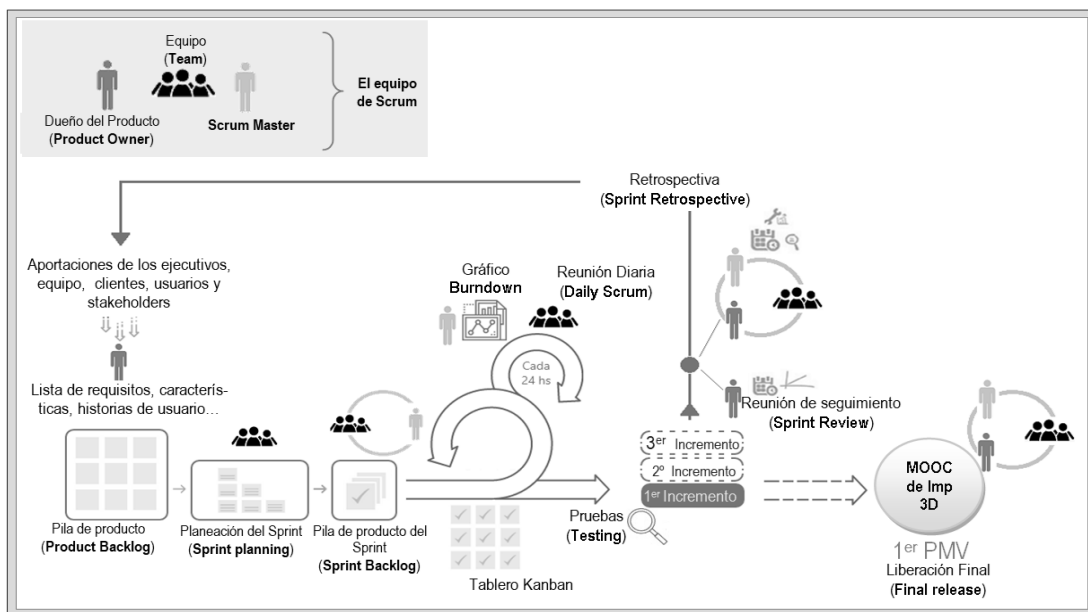 Equipo
(Team)
El equipo
de Scrum
Dueño del Producto
(Product Owner)
Scrum Master
Retrospectiva
(Sprint Retrospective)
Aportaciones de los ejecutivos,
equipo, clientes, usuarios y
stakeholders
Gráfico
Burndown
Reunión Diaria
(Daily Scrum)
Cada
24 hs
Lista de requisitos, caracterís-
ticas, historias de usuario...
Reunión de seguimiento
(Sprint Review)
3er Incremento
2º Incremento
1er Incremento
MOOC
de Imp
3D
Pila de producto
(Product Backlog)
Planeación del Sprint
(Sprint planning)
Pila de producto del
Sprint
(Sprint Backlog)
Tablero Kanban
Pruebas
(Testing)
1er PMV
Liberación Final
(Final release)